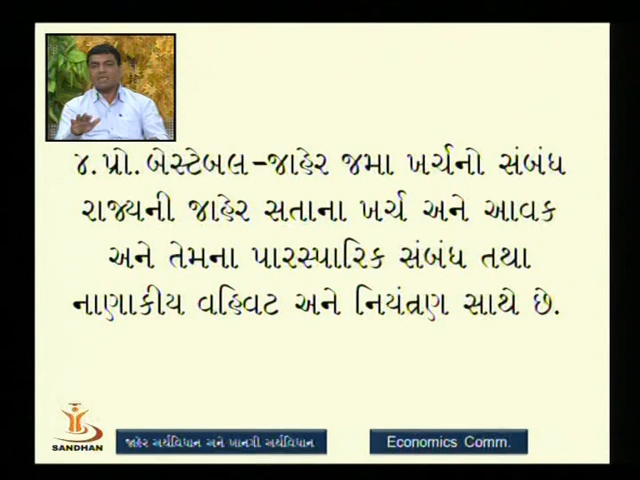 ૪. પ્રો. બેસ્ટેબલ-જાહેર જમા ખર્ચનો સંબંધ
રાજ્યની જાહેર સતાના ખર્ચ અને આવક
અને તેમના પારસ્પારિક સંબંધ તથા
નાણાકીય વહિવટ અને નિયંત્રણ સાથે છે.
SANDHAN
જાહેર અર્થવિધાન અને ખાનગી અર્થવિધાન
Economics Comm.